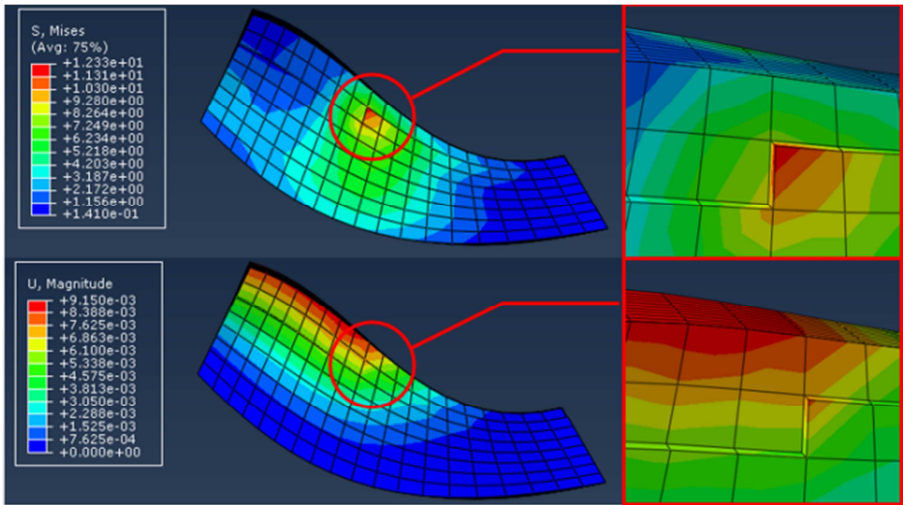 S, Mises
(Avg: 75%)
+1.233e+01
+1.131e+01
+1.030e+01
+9.280e+00
+8.264e+00
+7.249e+00
+6.234e+00
+5.218e+00
+4.203e+00
+3.187e+00
+2.172e+00
+1.156e+00
+1.410e-01
U, Magnitude
+9.150e-03
+8.388e-03
+7.625e-03
+6.863e-03
+6.100e-03
+5.338e-03
+4.575e-03
+3.813e-03
+3.050e-03
+2.288e-03
+1.525e-03
+7.625e-04
+0.000e+00